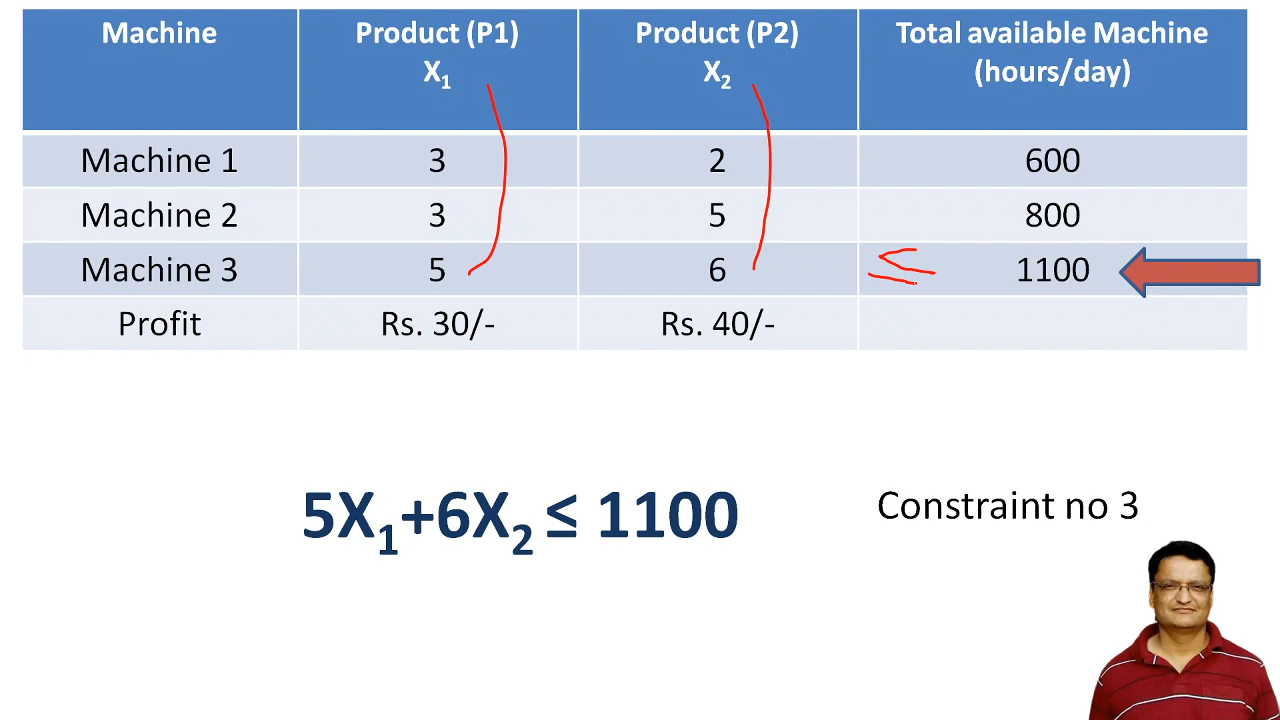 Machine Product (P1) Product (P2) Total available Machine
X₁ X₂ (hours/day)
Machine 1 3 2 600
Machine 2 3 5 800
Machine 3 5 6 ≤ 1100
Profit Rs. 30/- Rs. 40/-
5X₁+6X₂ ≤ 1100 Constraint no 3